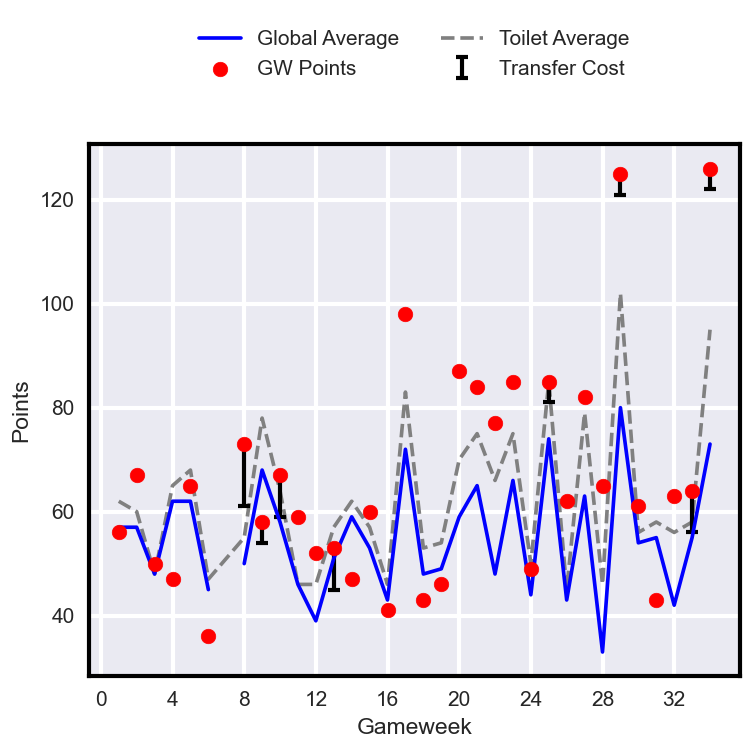 Global Average
Toilet Average
GW Points
Transfer Cost
120
100
80
60
40
Points
0 4 8 12 16 20 24 28 32
Gameweek